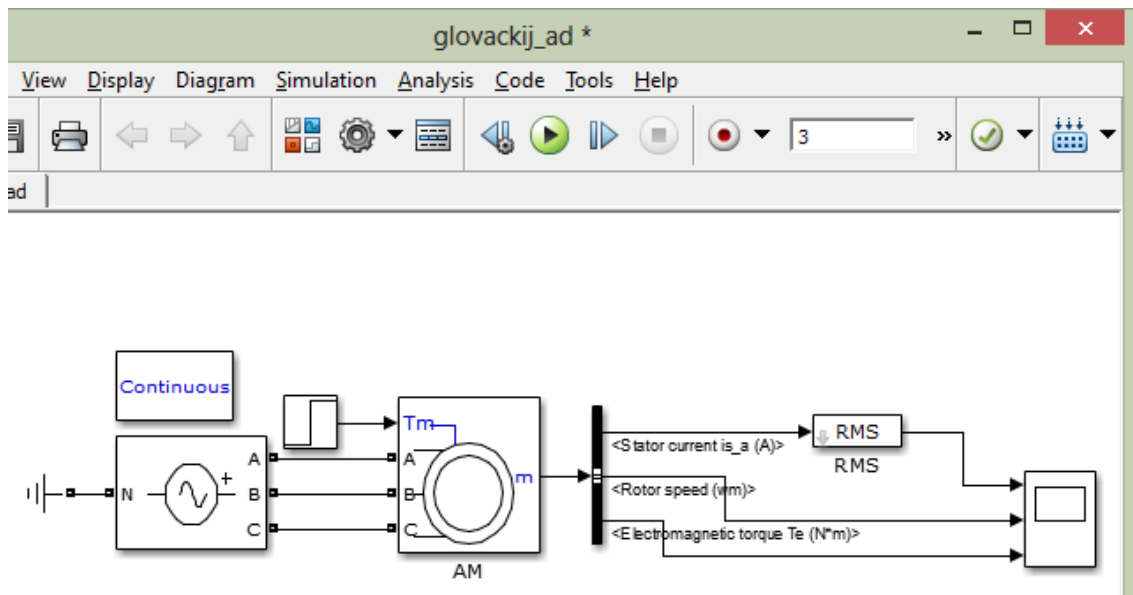 glovackij_ad *
View Display Diagram Simulation Analysis Code Tools Help
3
»
ad
Continuous
Tm
A
B
C
N
A
B
C
m
AM
<Stator current is_a (A)>
<Rotor speed (wm)>
<Electromagnetic torque Te (N*m)>
RMS
RMS